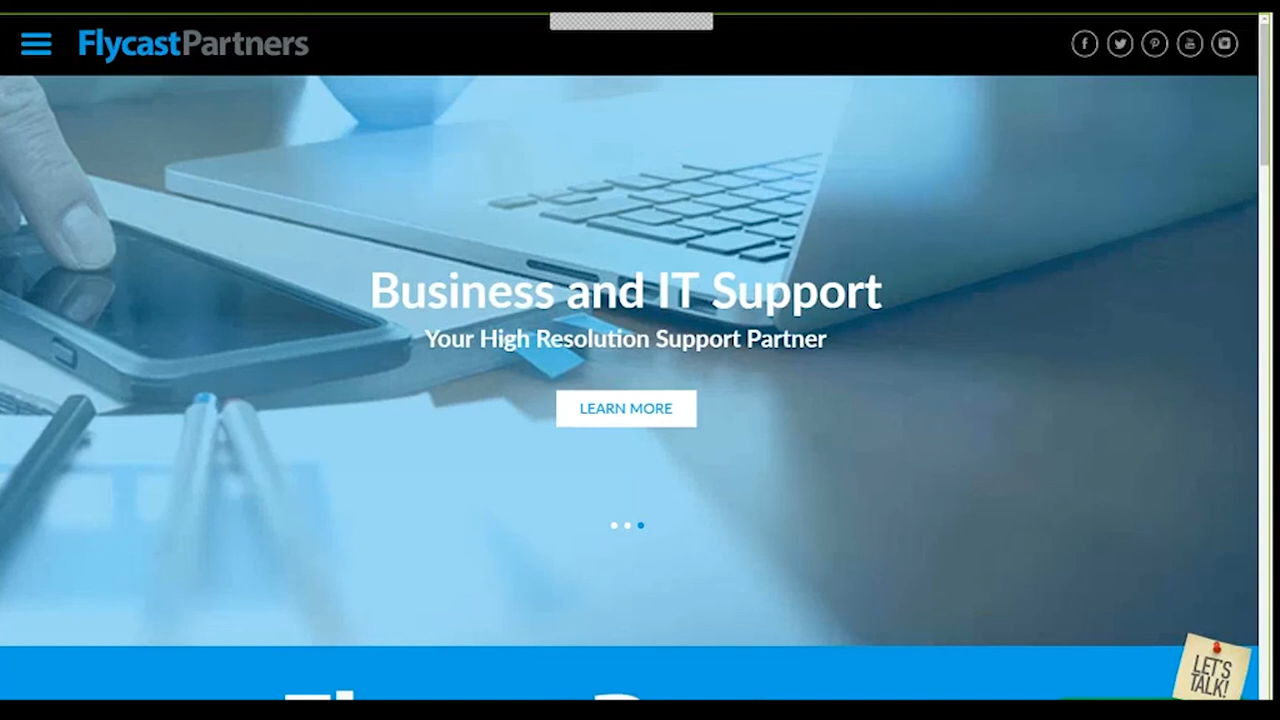 FlycastPartners
Business and IT Support
Your High Resolution Support Partner
LEARN MORE
LET'S
TALK!